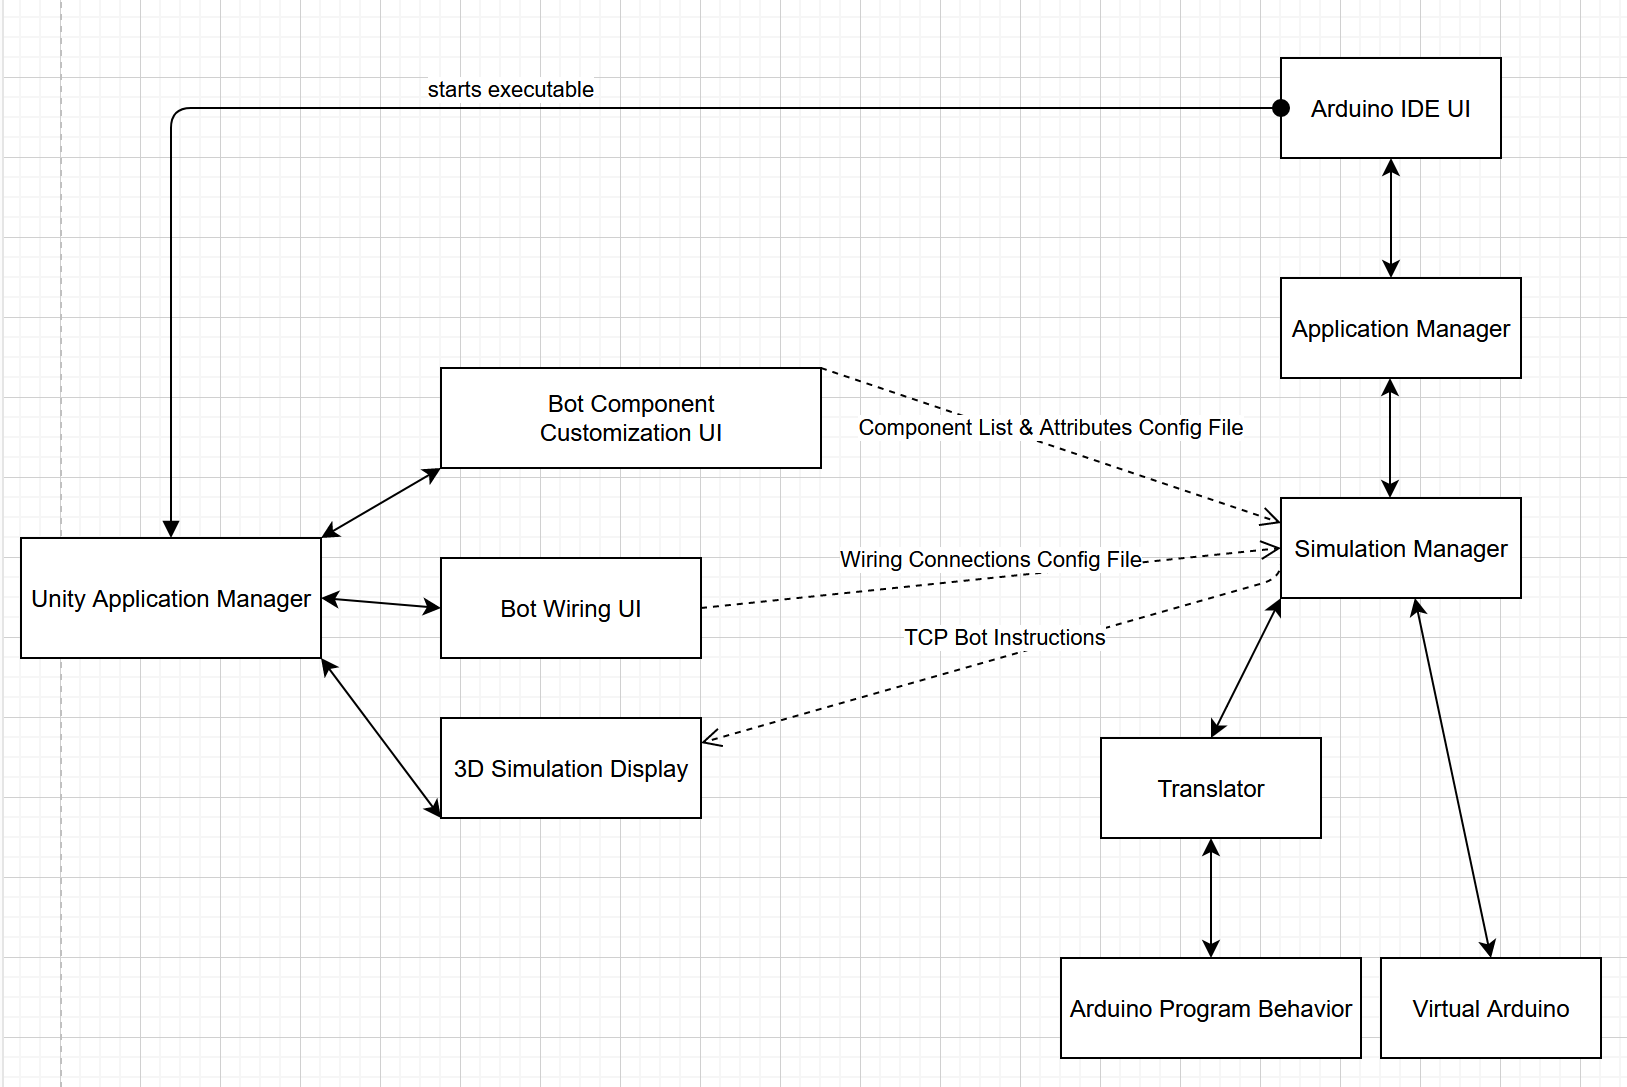 starts executable
Arduino IDE UI
Application Manager
Bot Component
Customization UI
Component List & Attributes Config File
Simulation Manager
Wiring Connections Config File
Unity Application Manager
Bot Wiring UI
TCP Bot Instructions
3D Simulation Display
Translator
Arduino Program Behavior
Virtual Arduino